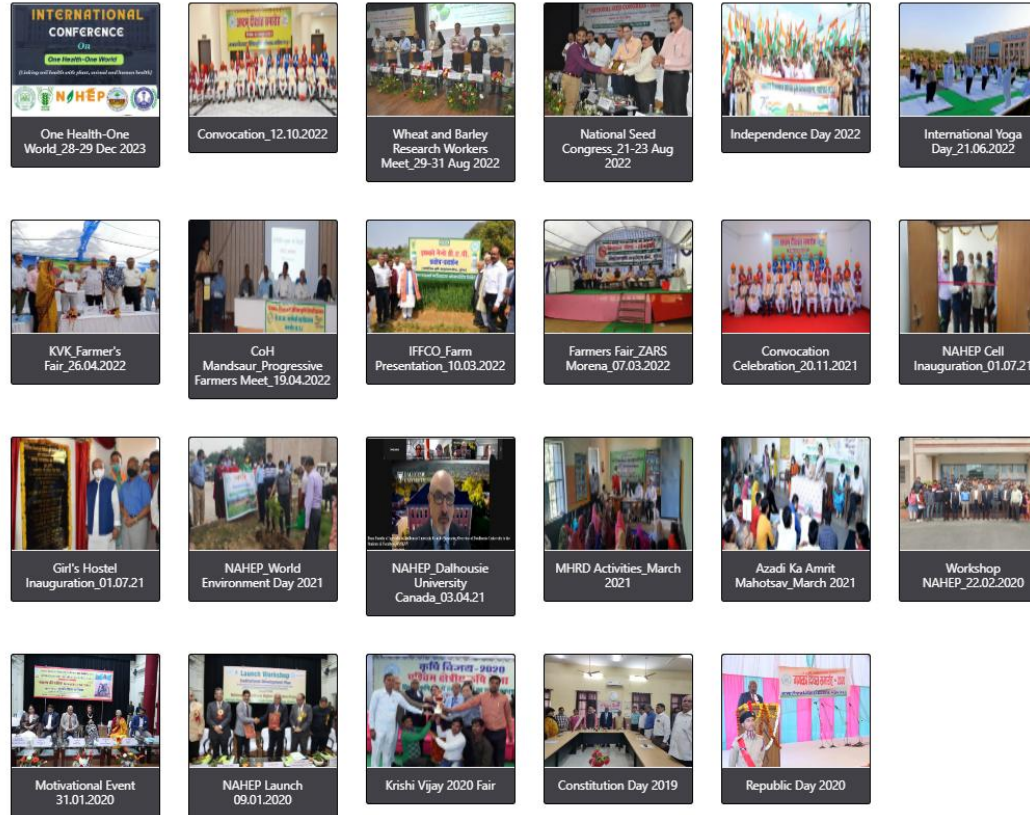 INTERNATIONAL
CONFERENCE
On
One Health-One World
NAHEP
One Health-One
World_28-29 Dec 2023
Convocation_12.10.2022
Wheat and Barley
Research Workers
Meet_29-31 Aug 2022
National Seed
Congress_21-23 Aug
2022
Independence Day 2022
International Yoga
Day_21.06.2022
KVK_Farmer's
Fair_26.04.2022
CoH
Mandsaur_Progressive
Farmers Meet_19.04.2022
IFFCO_Farm
Presentation_10.03.2022
Farmers Fair_ZARS
Morena_07.03.2022
Convocation
Celebration_20.11.2021
NAHEP Cell
Inauguration_01.07.21
Girl's Hostel
Inauguration_01.07.21
NAHEP_World
Environment Day 2021
NAHEP_Dalhousie
University
Canada_03.04.21
MHRD Activities_March
2021
Azadi Ka Amrit
Mahotsav_March 2021
Workshop
NAHEP_22.02.2020
Launch Workshop
कृषि विजय-2020
Motivational Event
31.01.2020
NAHEP Launch
09.01.2020
Krishi Vijay 2020 Fair
Constitution Day 2019
Republic Day 2020